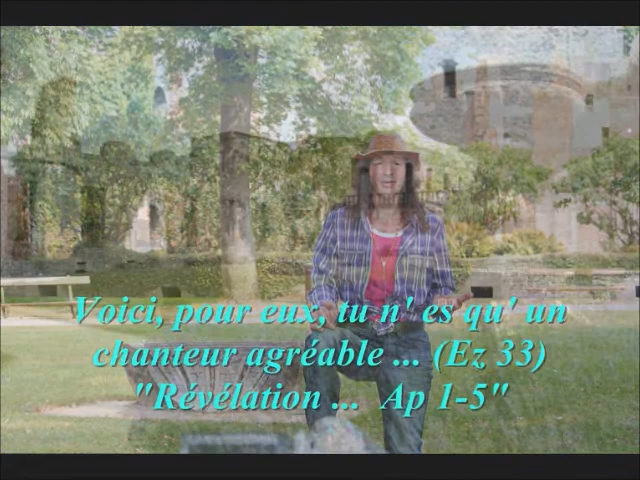 Voici, pour eux, tu n' es qu' un
chanteur agréable ... (Ez 33)
"Révélation ... Ap 1-5"